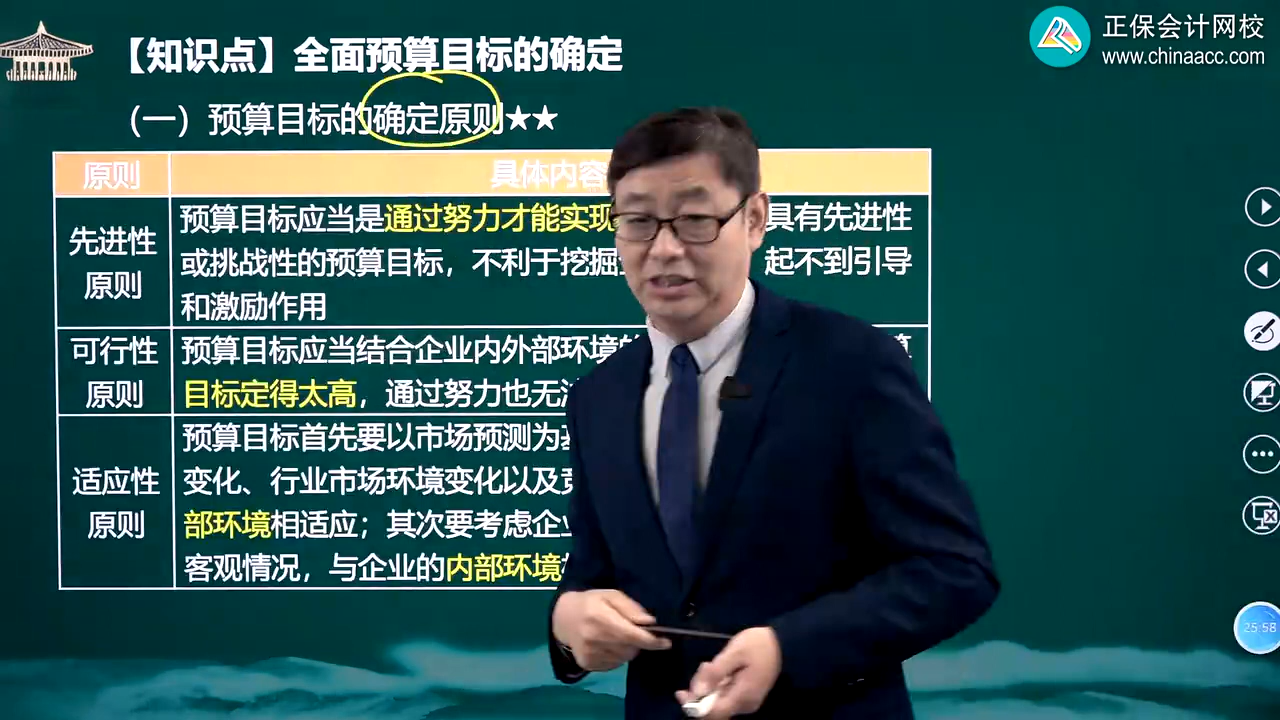 正保会计网校
www.chinaacc.com
【知识点】全面预算目标的确定
（一）预算目标的确定原则★★
原则
具体内容
先进性
原则
预算目标应当是通过努力才能实现
具有先进性
或挑战性的预算目标，不利于挖掘
起不到引导
和激励作用
可行性
原则
预算目标应当结合企业内外部环境
目标定得太高，通过努力也无
适应性
原则
预算目标首先要以市场预测为
变化、行业市场环境变化以及
部环境相适应；其次要考虑企
客观情况，与企业的内部环境
25:58